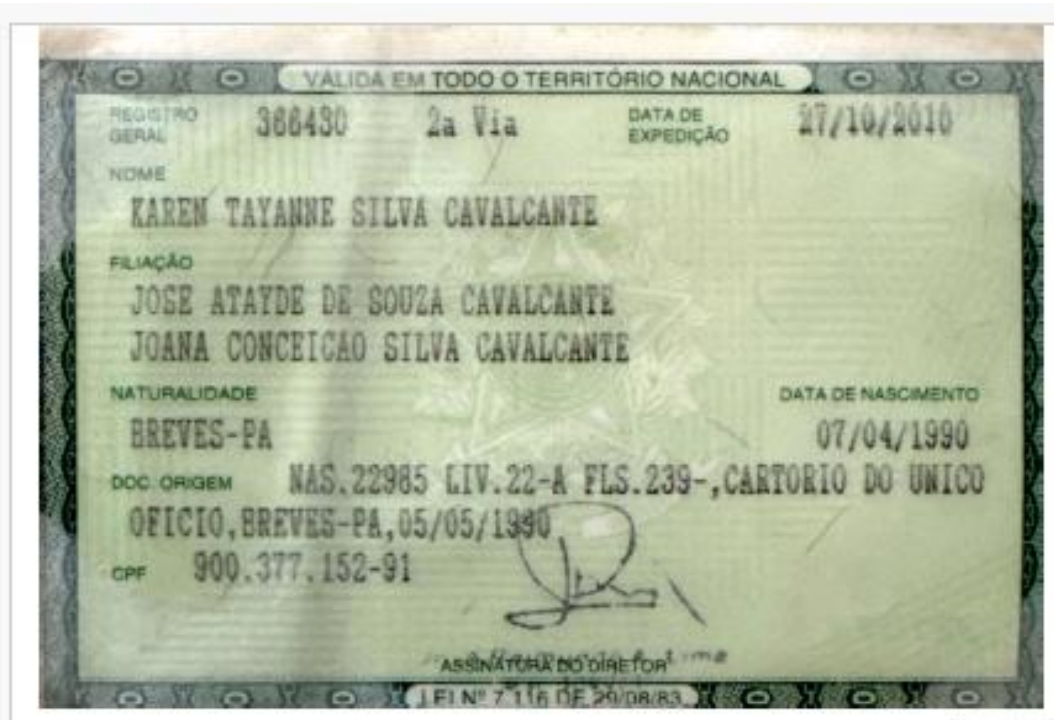 VÁLIDA EM TODO O TERRITÓRIO NACIONAL
REGISTRO GERAL 366430 2a Via DATA DE EXPEDIÇÃO 27/10/2010
NOME
KAREN TAYANNE SILVA CAVALCANTE
FILIAÇÃO
JOSE ATAYDE DE SOUZA CAVALCANTE
JOANA CONCEICAO SILVA CAVALCANTE
NATURALIDADE DATA DE NASCIMENTO
BREVES-PA 07/04/1990
DOC ORIGEM NAS.22985 LIV.22-A FLS.239-,CARTORIO DO UNICO
OFICIO,BREVES-PA,05/05/1990
CPF 900.377.152-91
ASSINATURA DO DIRETOR
LEI Nº 7.116 DE 29/08/83